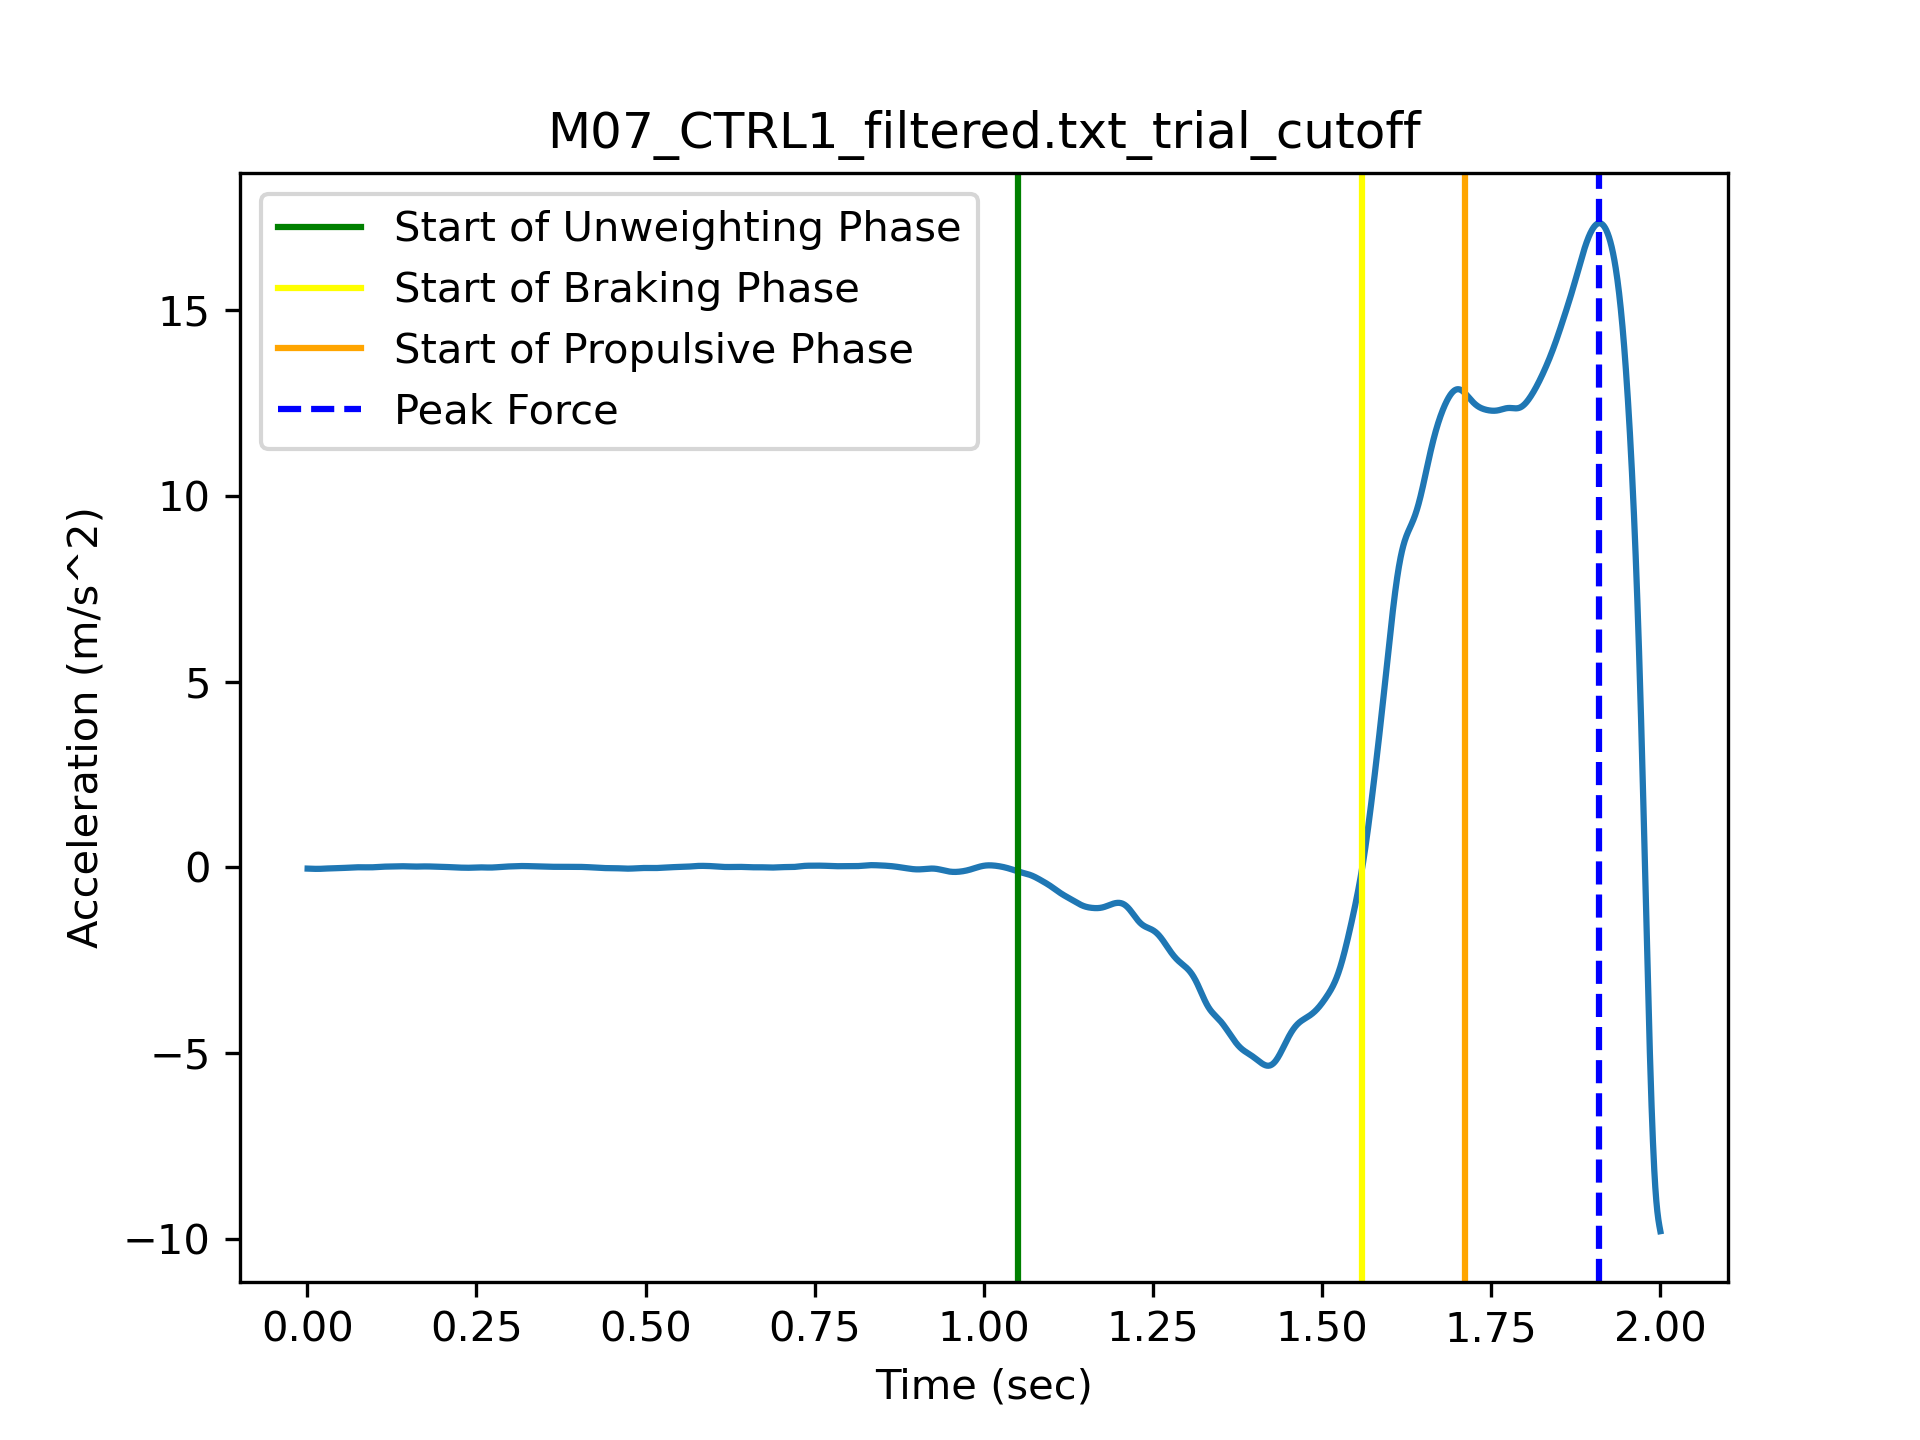 M07_CTRL1_filtered.txt_trial_cutoff
Start of Unweighting Phase
Start of Braking Phase
Start of Propulsive Phase
Peak Force
Acceleration (m/s^2)
15
10
5
0
−5
−10
0.00 0.25 0.50 0.75 1.00 1.25 1.50 1.75 2.00
Time (sec)